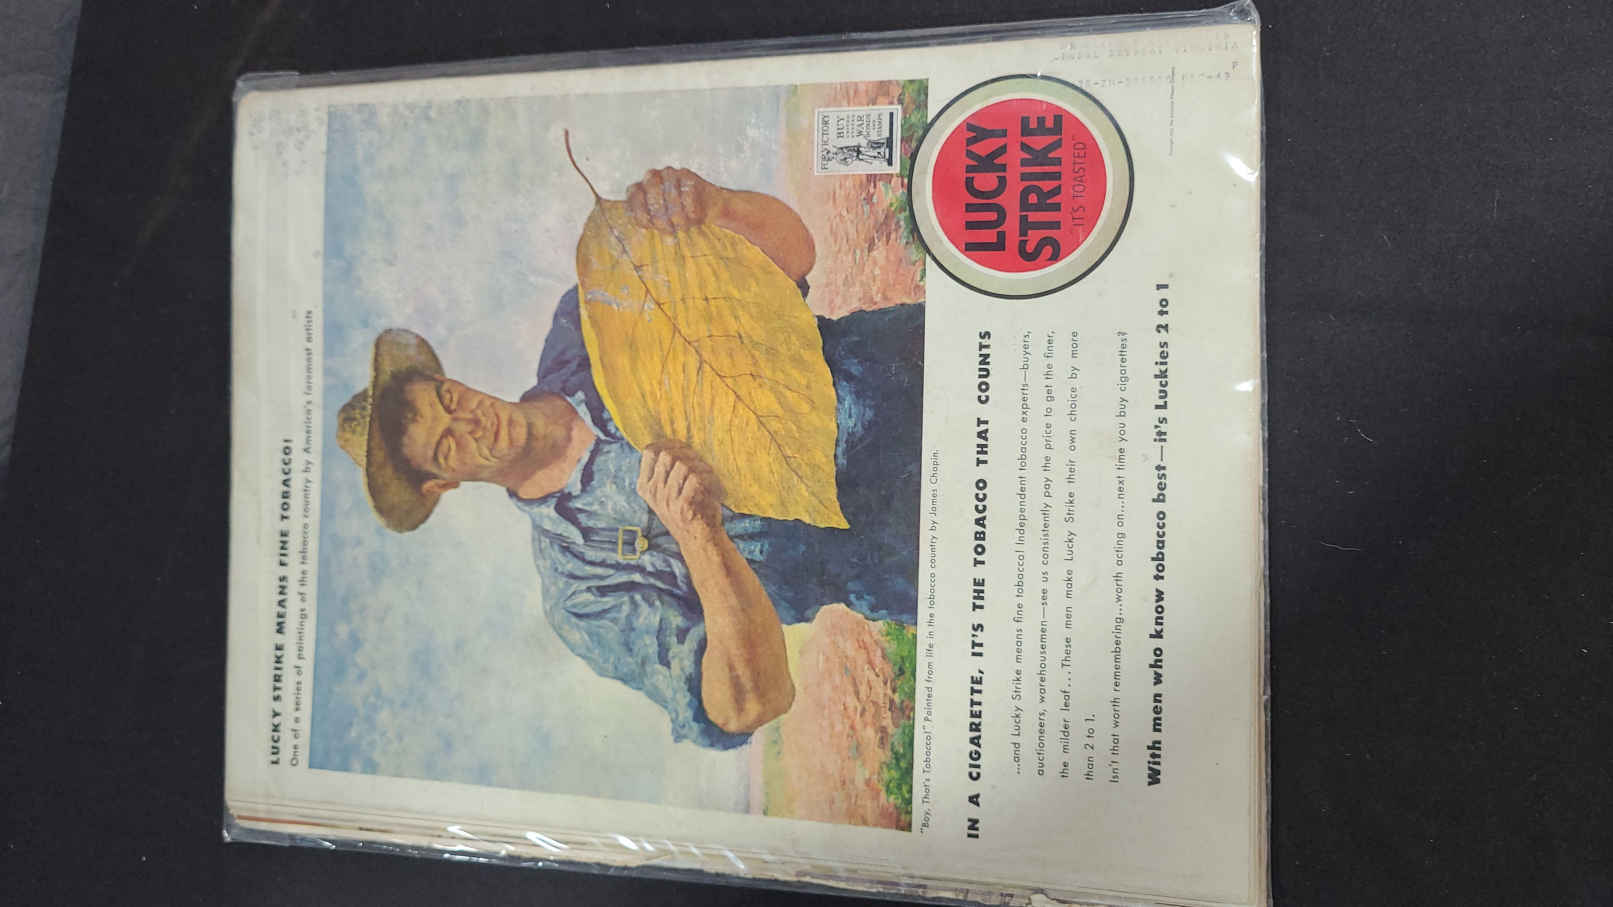 LUCKY STRIKE MEANS FINE TOBACCO!
One of a series of paintings of the tobacco country by America's foremost artists
FOR VICTORY
BUY
UNITED
STATES
WAR
BONDS
AND
STAMPS
"Boy, That's Tobacco!" Painted from life in the tobacco country by James Chapin.
LUCKY
STRIKE
"IT'S TOASTED"
IN A CIGARETTE, IT'S THE TOBACCO THAT COUNTS
...and Lucky Strike means fine tobacco! Independent tobacco experts—buyers,
auctioneers, warehousemen—see us consistently pay the price to get the finer,
the milder leaf...These men make Lucky Strike their own choice by more
than 2 to 1.
Isn't that worth remembering...worth acting on...next time you buy cigarettes?
With men who know tobacco best—it's Luckies 2 to 1